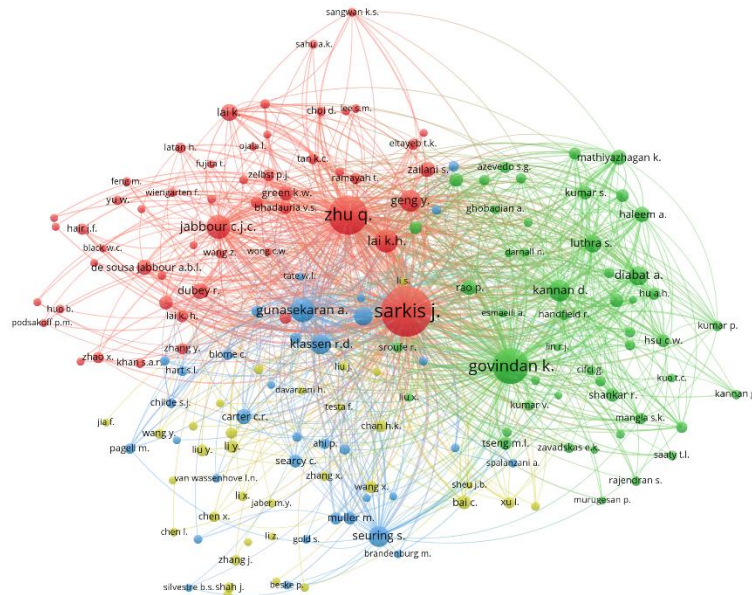 sangwan k.s.
sahu a.k.
lai k.
choi d.
lee s.m.
latan h.
ojala l.
tan k.c.
eltayeb t.k.
fujita t.
mathiyazhagan k.
feng m.
zelbst p.j.
ramayah t.
zailani s.
azevedo s.g.
yu w.
wiengarten f.
green k.w.
geng y.
kumar s.
haleem a.
bhadauria v.s.
zhu q.
ghobadian a.
hair j.f.
jabbour c.j.c.
lai k.h.
luthra s.
black w.c.
wang z.
wong c.w.
darnall n.
de sousa jabbour a.b.l.
tate w.l.
li s.
kannan d.
diabat a.
dubey r.
rao p.
hu a.h.
huo b.
gunasekaran a.
sarkis j.
esmaeili a.
handfield r.
podsakoff p.m.
lai k. h.
kumar p.
zhang y.
klassen r.d.
sroufe r.
lin r.j.
hsu c.w.
zhao x.
khan s.a.r.
blome c.
hart s.l.
liu j.
govindan k.
cifci g.
kuo t.c.
davarzani h.
shankar r.
kannan g.
childe s.j.
testa f.
liu x.
kumar v.
jia f.
carter c.r.
chan h.k.
mangla s.k.
wang y.
pagell m.
liu y.
li y.
ahi p.
tseng m.l.
zavadskas e.k.
saaty t.l.
searcy c.
spalanzani a.
van wassenhove l.n.
zhang x.
wang x.
sheu j.b.
bai c.
rajendran s.
li x.
jaber m.y.
xu l.
murugesan p.
chen x.
muller m.
chen l.
li z.
gold s.
seuring s.
brandenburg m.
zhang j.
silvestre b.s.
shah j.
beske p.